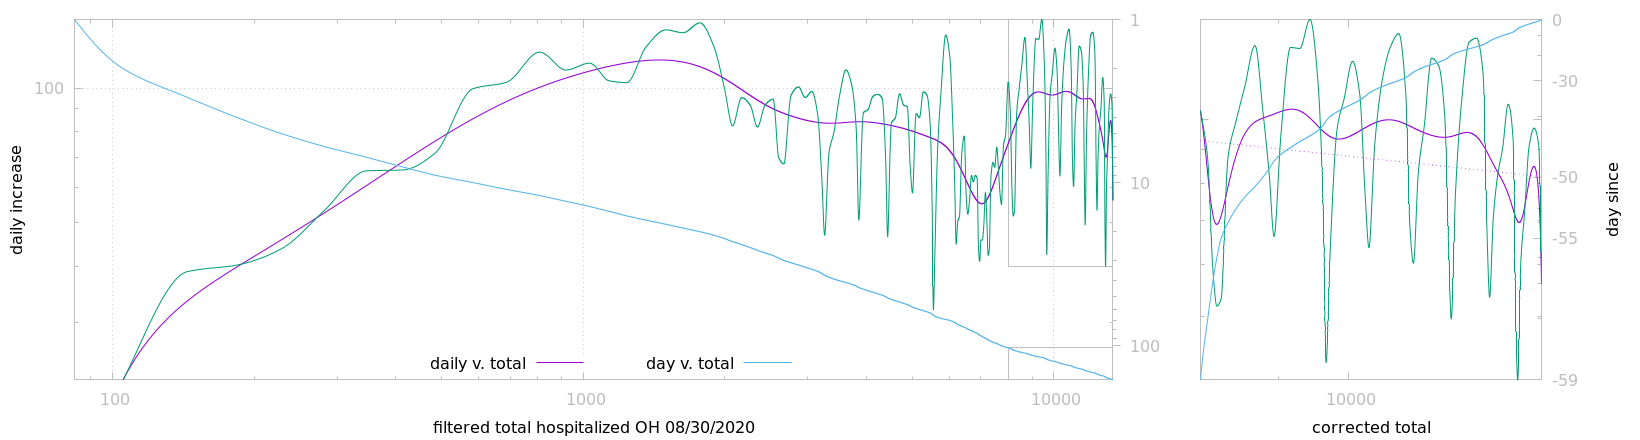 daily increase
100
100
1000
10000
1
10
100
daily v. total
day v. total
filtered total hospitalized OH 08/30/2020
0
-30
-50
-55
-59
day since
10000
corrected total